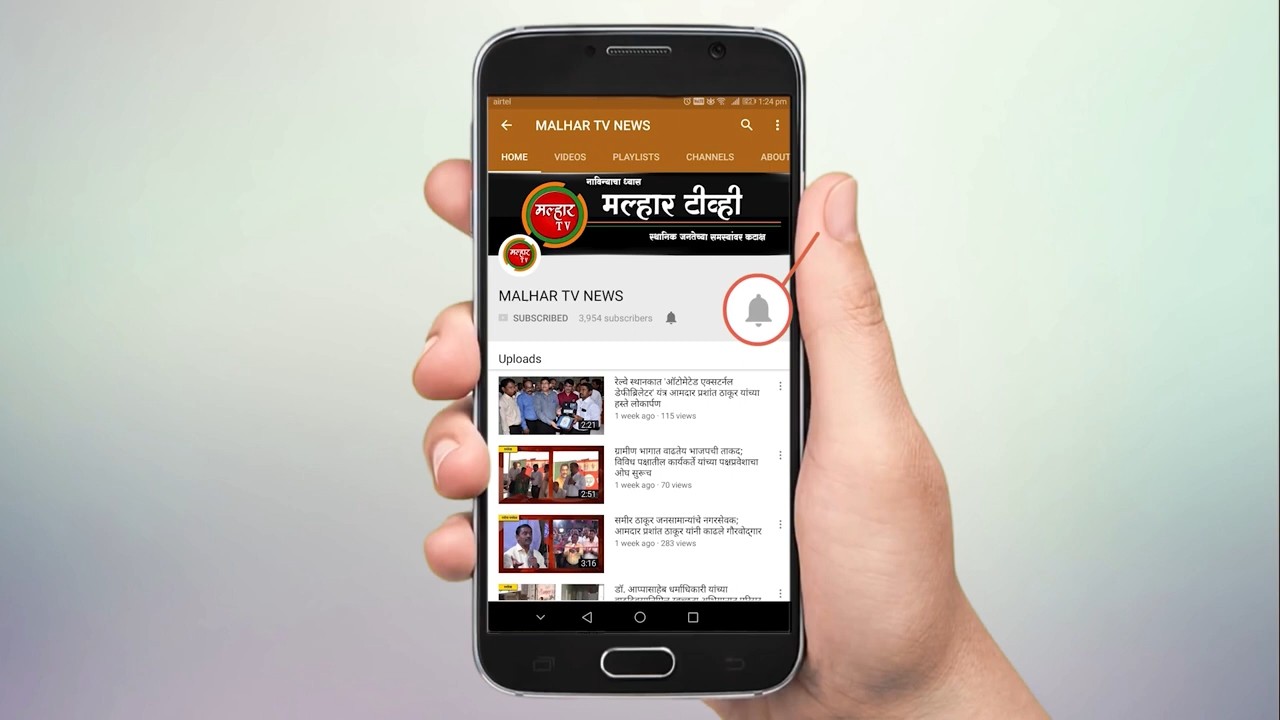 airtel 1:24 pm
MALHAR TV NEWS
HOME VIDEOS PLAYLISTS CHANNELS ABOUT
नाविन्याचा ध्यास
मल्हार टीव्ही
मल्हार
TV
स्थानिक जनतेच्या समस्यांवर कटाक्ष
मल्हार
TV
MALHAR TV NEWS
SUBSCRIBED 3,954 subscribers
Uploads
रेल्वे स्थानकात 'ऑटोमेटेड एक्सटर्नल
डेफीब्रिलेटर' यंत्र आमदार प्रशांत ठाकूर यांच्या
हस्ते लोकार्पण
1 week ago · 115 views
2:21
ग्रामीण भागात वाढतेय भाजपची ताकद;
विविध पक्षातील कार्यकर्ते यांच्या पक्षप्रवेशाचा
ओघ सुरूच
1 week ago · 70 views
2:51
समीर ठाकूर जनसामान्यांचे नगरसेवक;
आमदार प्रशांत ठाकूर यांनी काढले गौरवोद्गार
1 week ago · 283 views
3:16
डॉ. आप्पासाहेब धर्माधिकारी यांच्या